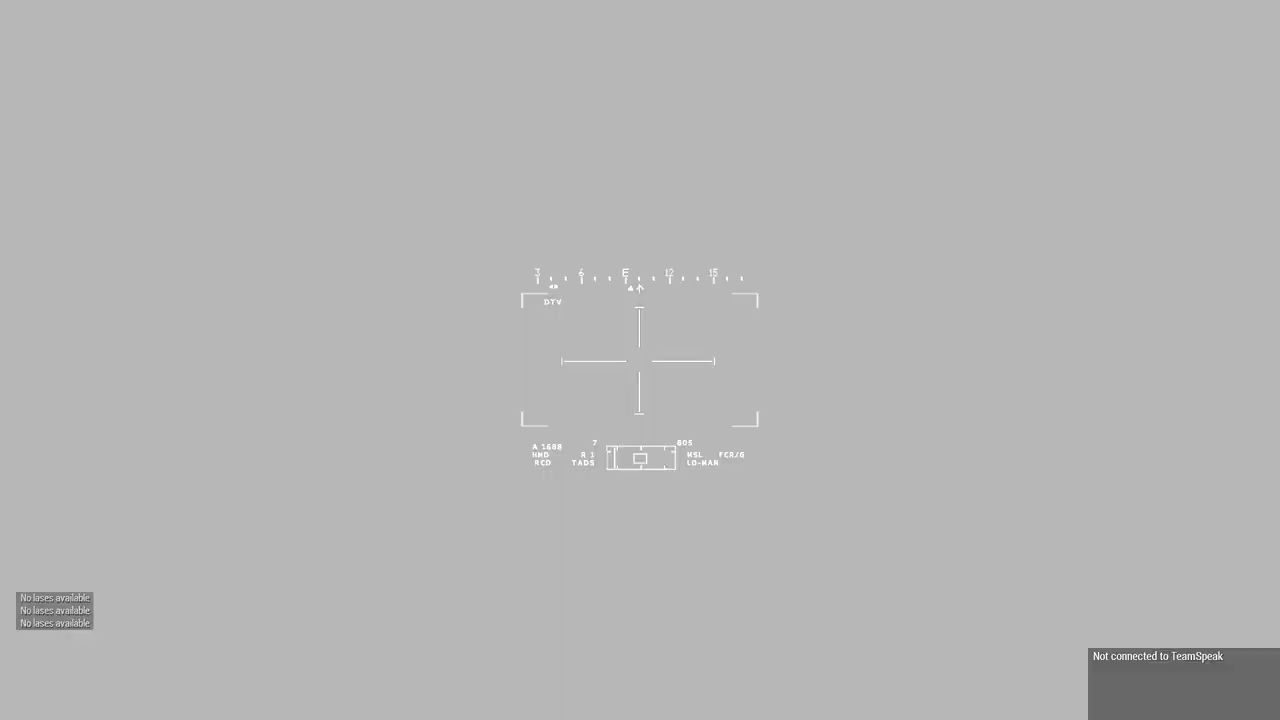 3 6 E 12 15
DTV
7 605
A 1688
HMD R 1 MSL FCR/G
RCD TADS LO-MAN
No lases available
No lases available
No lases available
Not connected to TeamSpeak